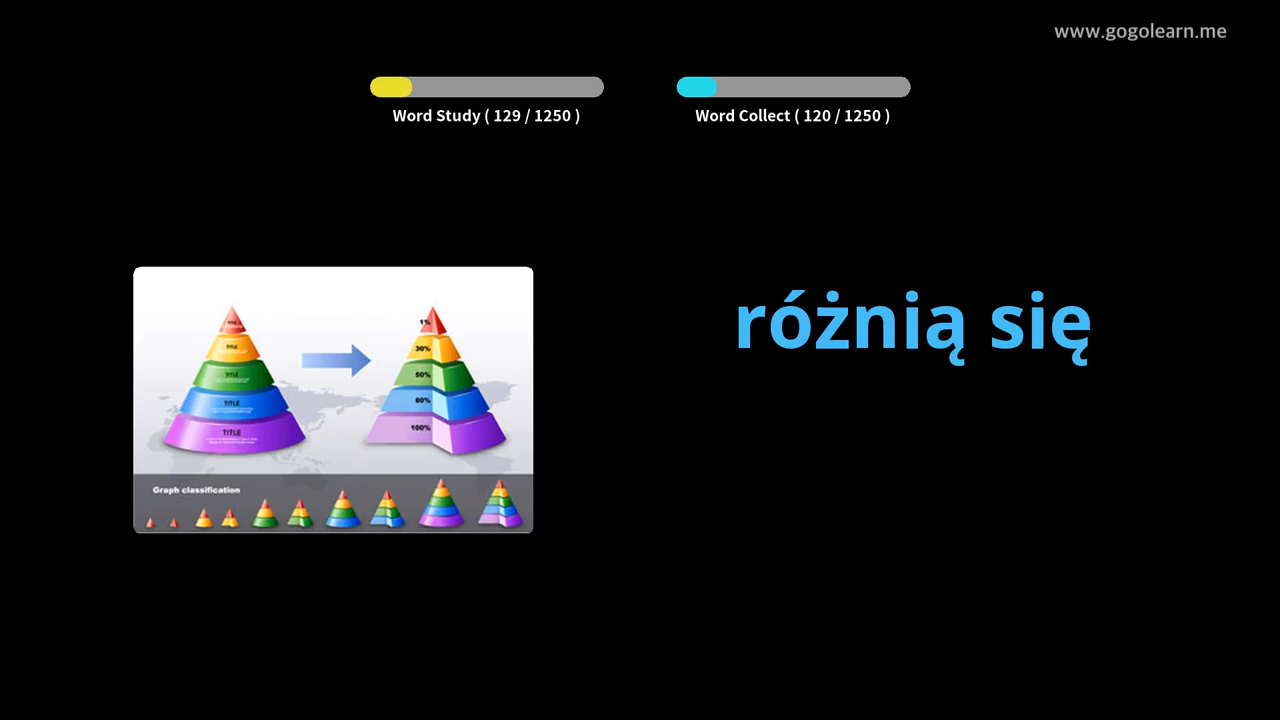 www.gogolearn.me
Word Study ( 129 / 1250 )
Word Collect ( 120 / 1250 )
różnią się
TITLE
TITLE
TITLE
TITLE
1%
30%
50%
80%
100%
Graph classification